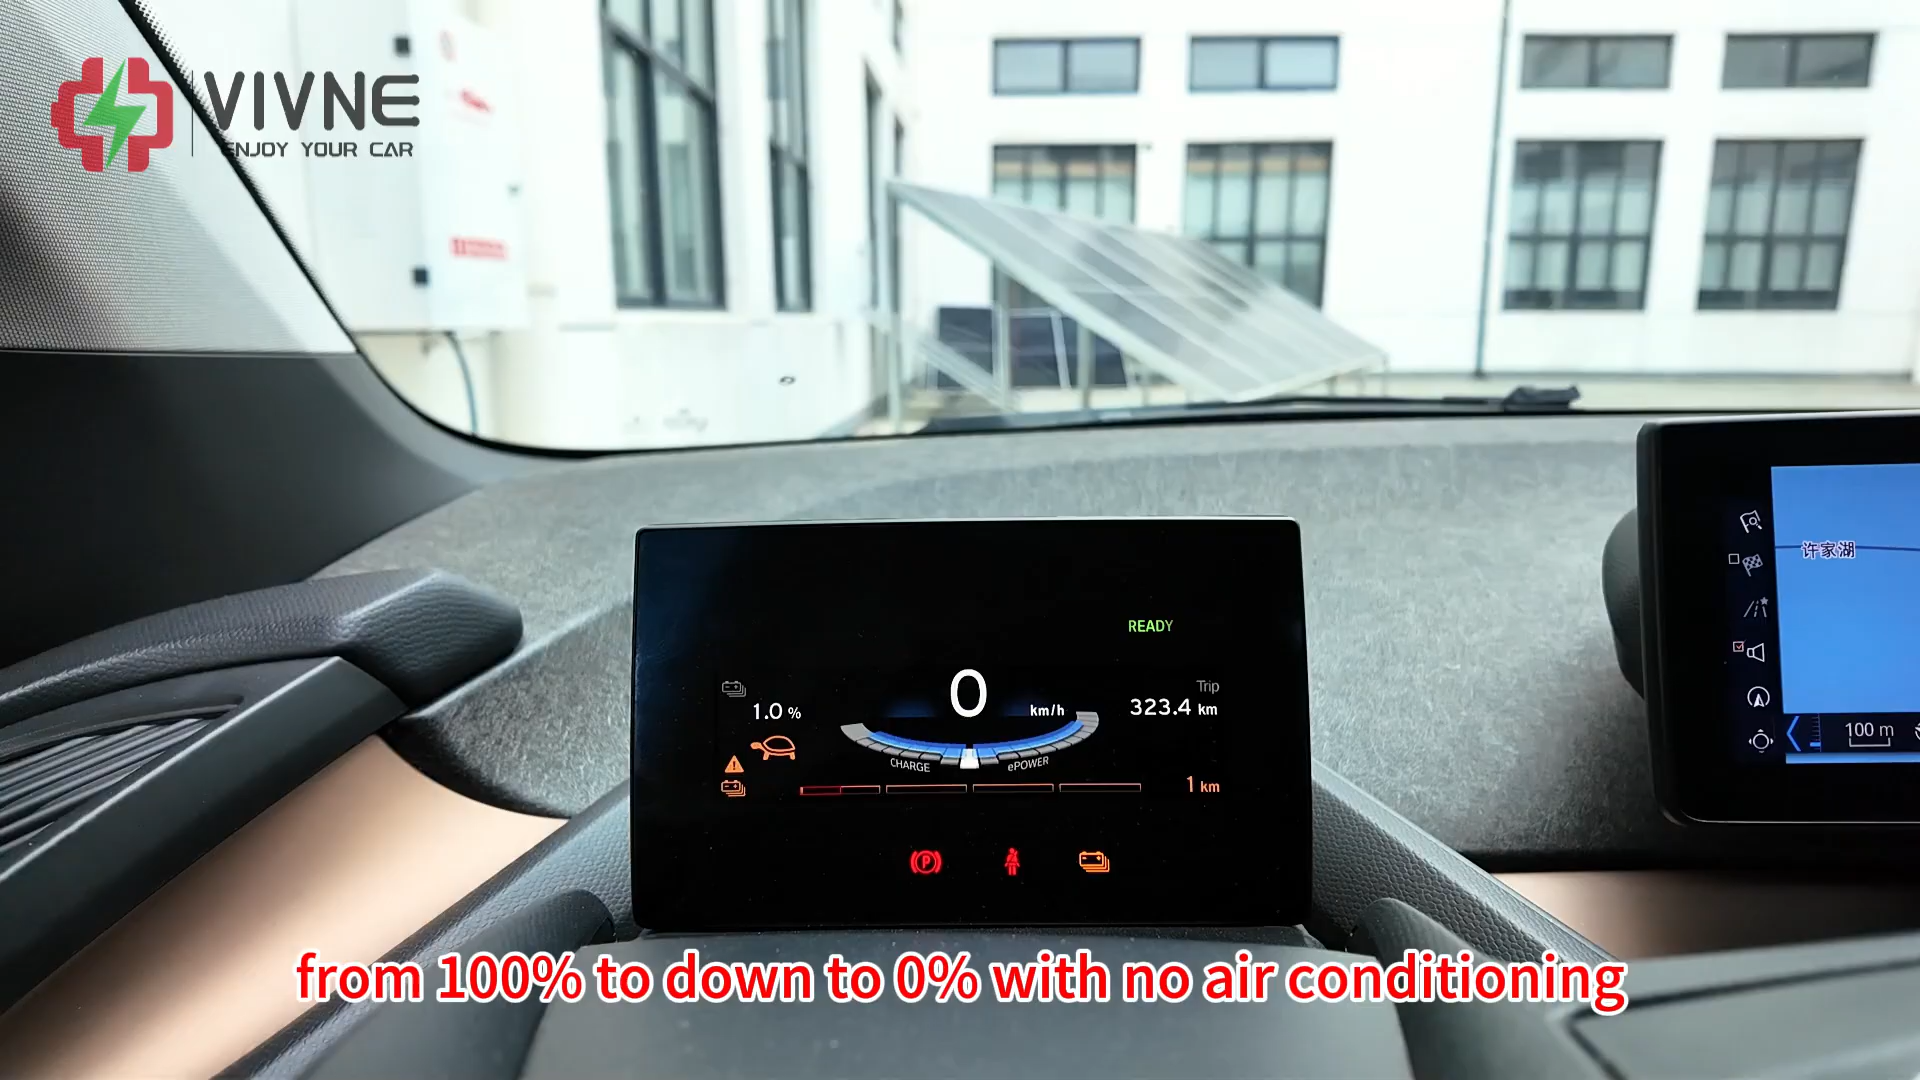 VIVNE
ENJOY YOUR CAR
READY
1.0 %
0
km/h
Trip
323.4 km
CHARGE
ePOWER
1 km
P
许家湖
100 m
from 100% to down to 0% with no air conditioning